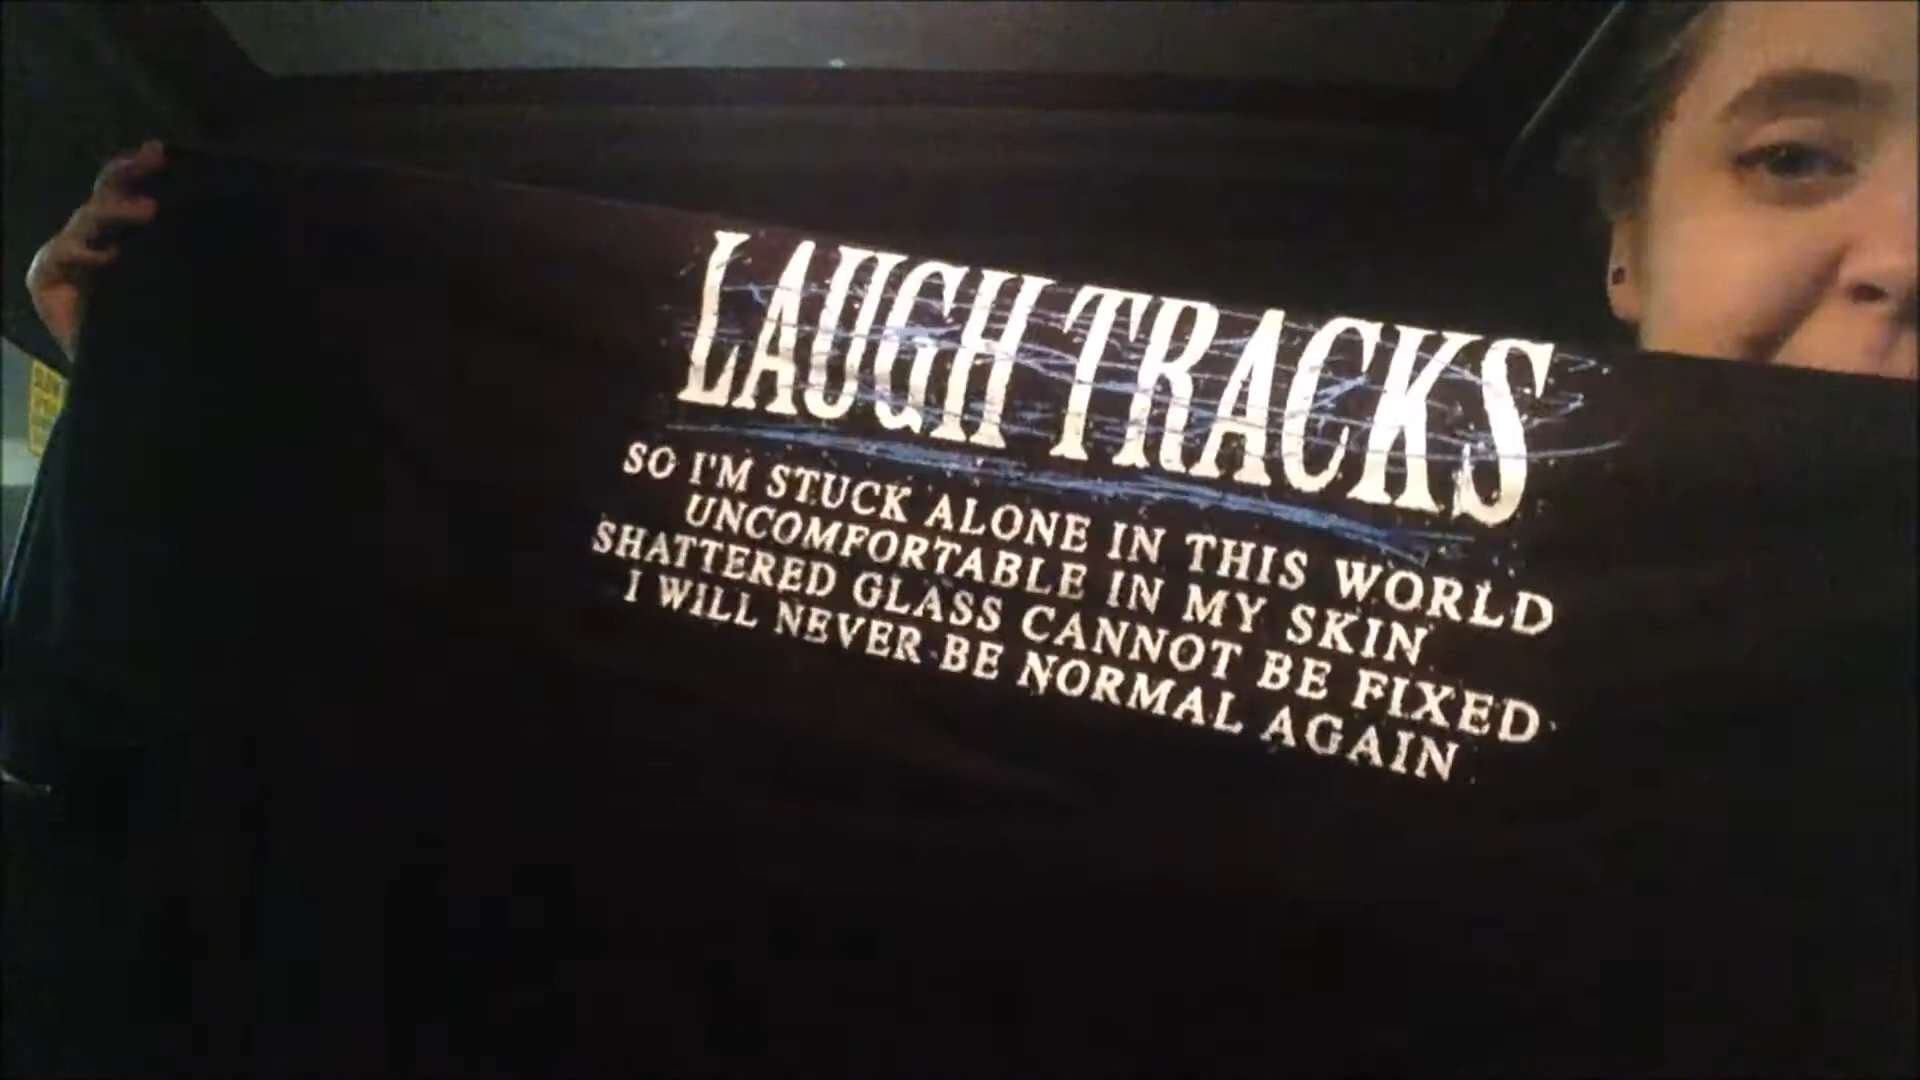 LAUGH TRACKS
SO I'M STUCK ALONE IN THIS WORLD
UNCOMFORTABLE IN MY SKIN
SHATTERED GLASS CANNOT BE FIXED
I WILL NEVER BE NORMAL AGAIN